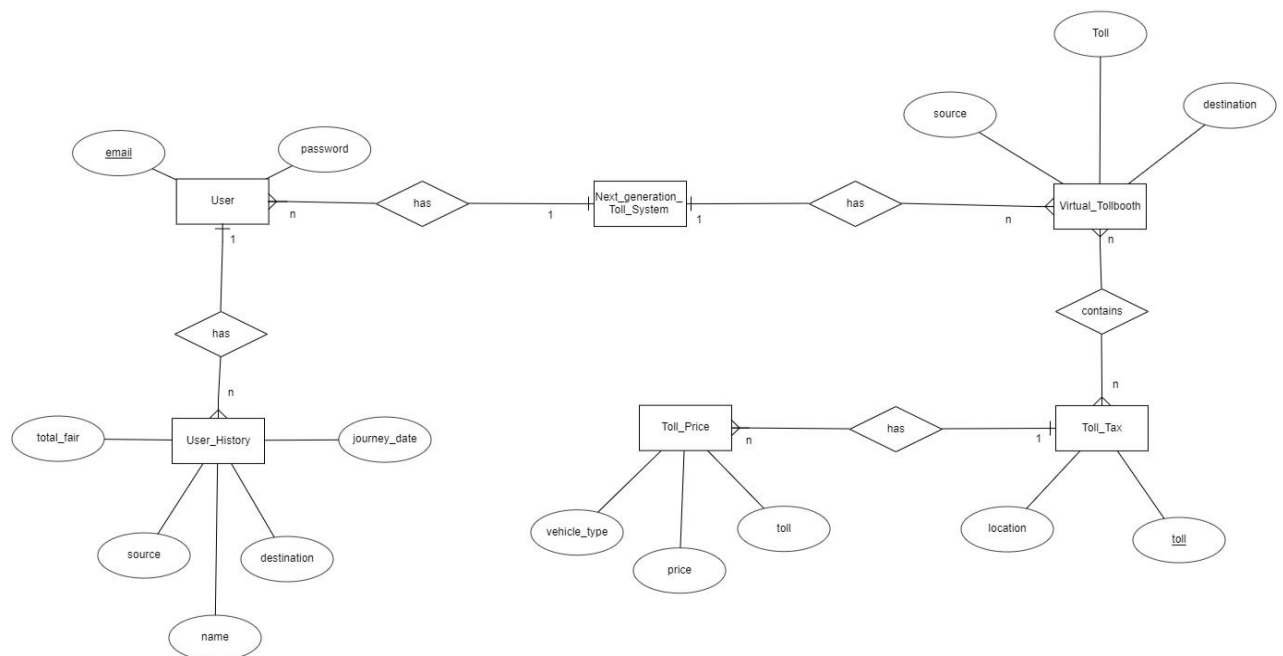 Toll
source
destination
email
password
User
n
has
1
Next_generation_
Toll_System
1
has
n
Virtual_Tollbooth
1
n
has
contains
n
n
total_fair
User_History
journey_date
Toll_Price
n
has
1
Toll_Tax
source
destination
vehicle_type
toll
location
toll
price
name